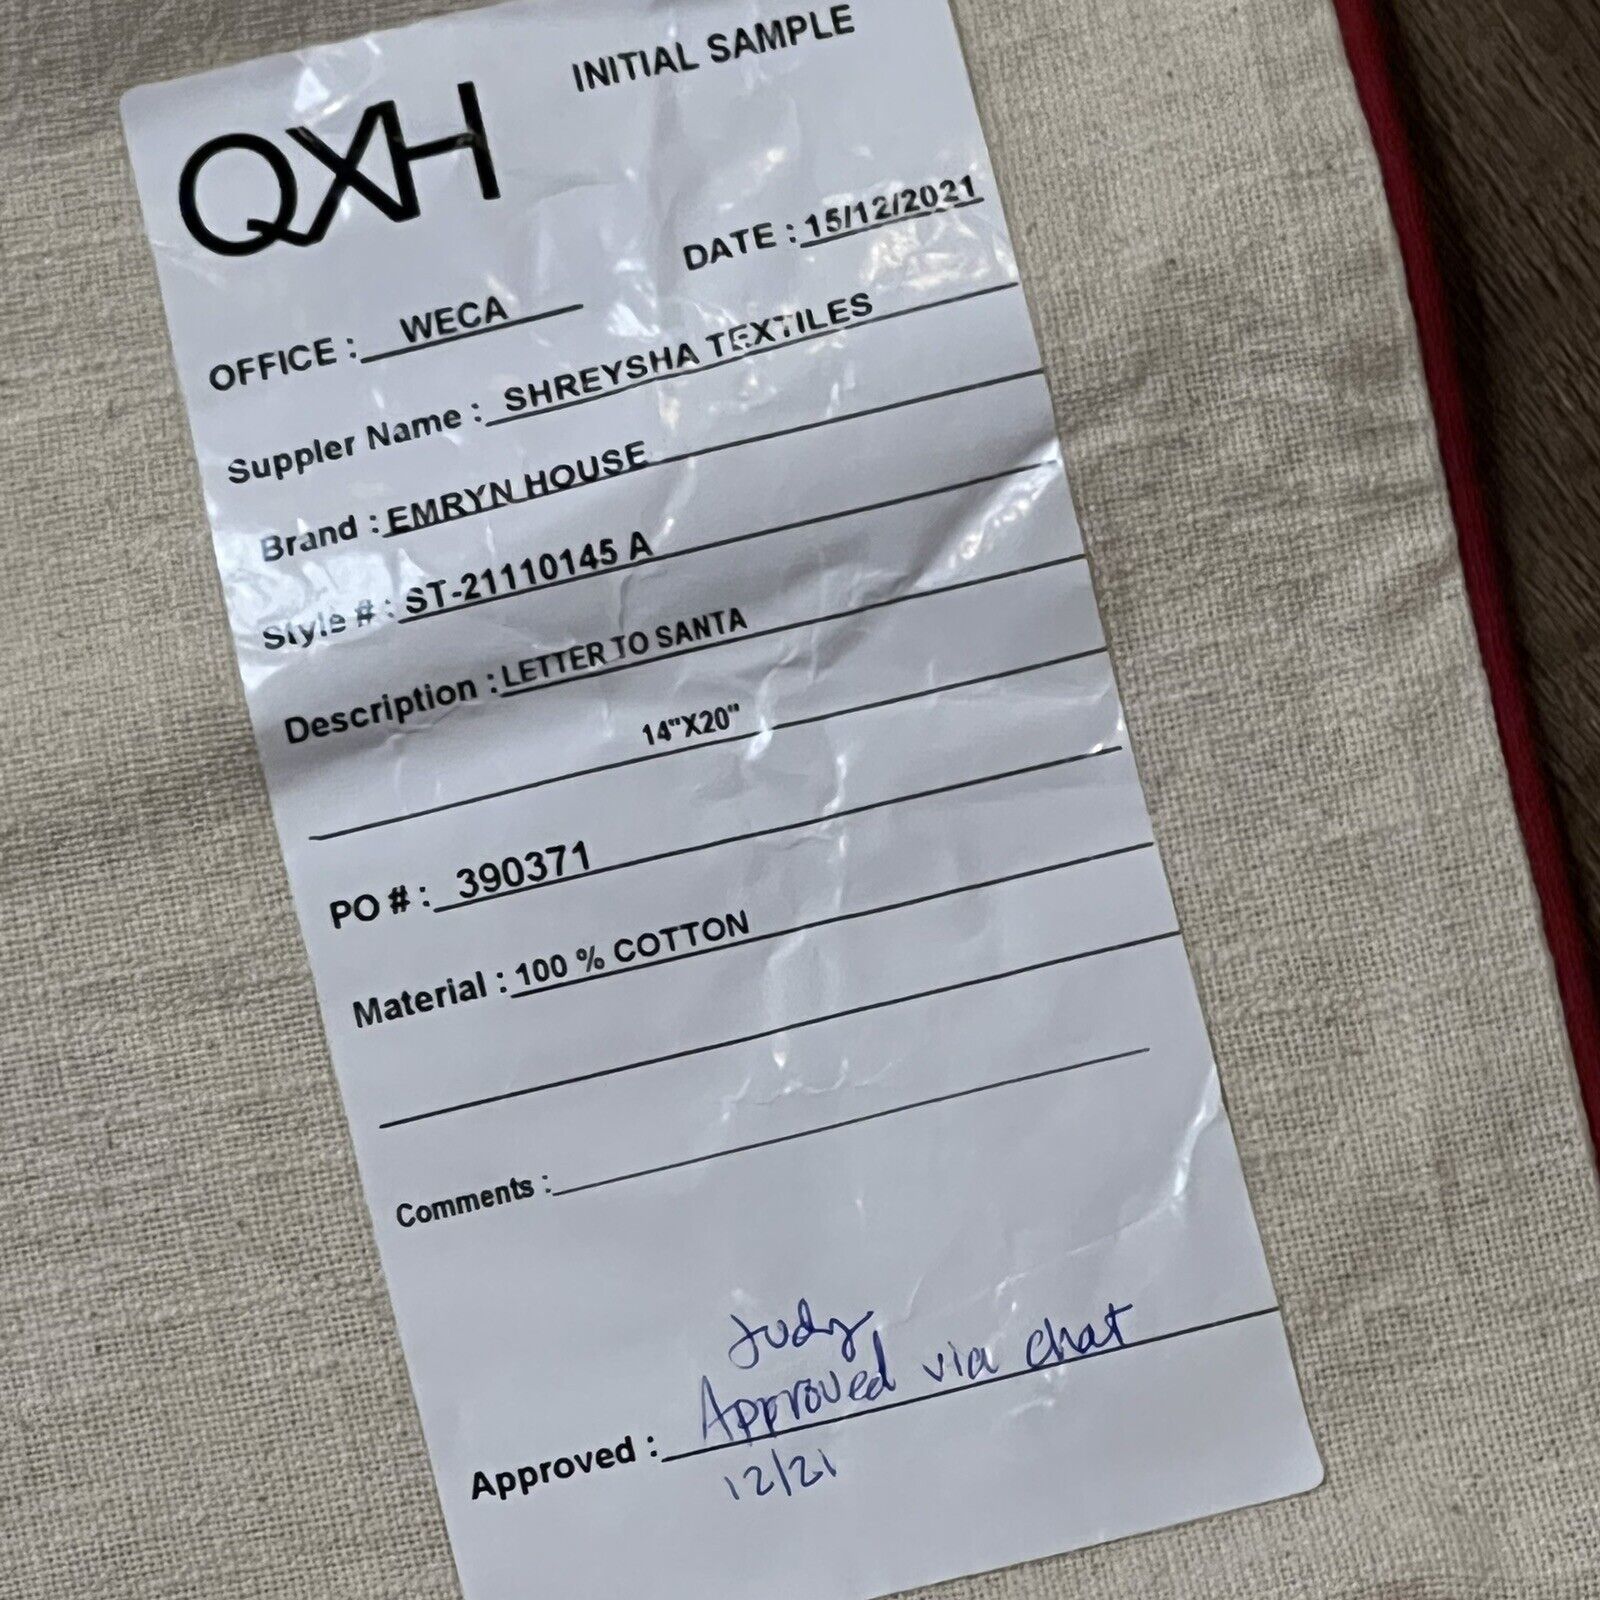 INITIAL SAMPLE
QXH
DATE : 15/12/2021
OFFICE : WECA
Suppler Name : SHREYSHA TEXTILES
Brand : EMRYN HOUSE
Style # : ST-21110145 A
Description : LETTER TO SANTA
14"X20"
PO # : 390371
Material : 100 % COTTON
Comments :
Judy
Approved via chat
Approved :
12/21